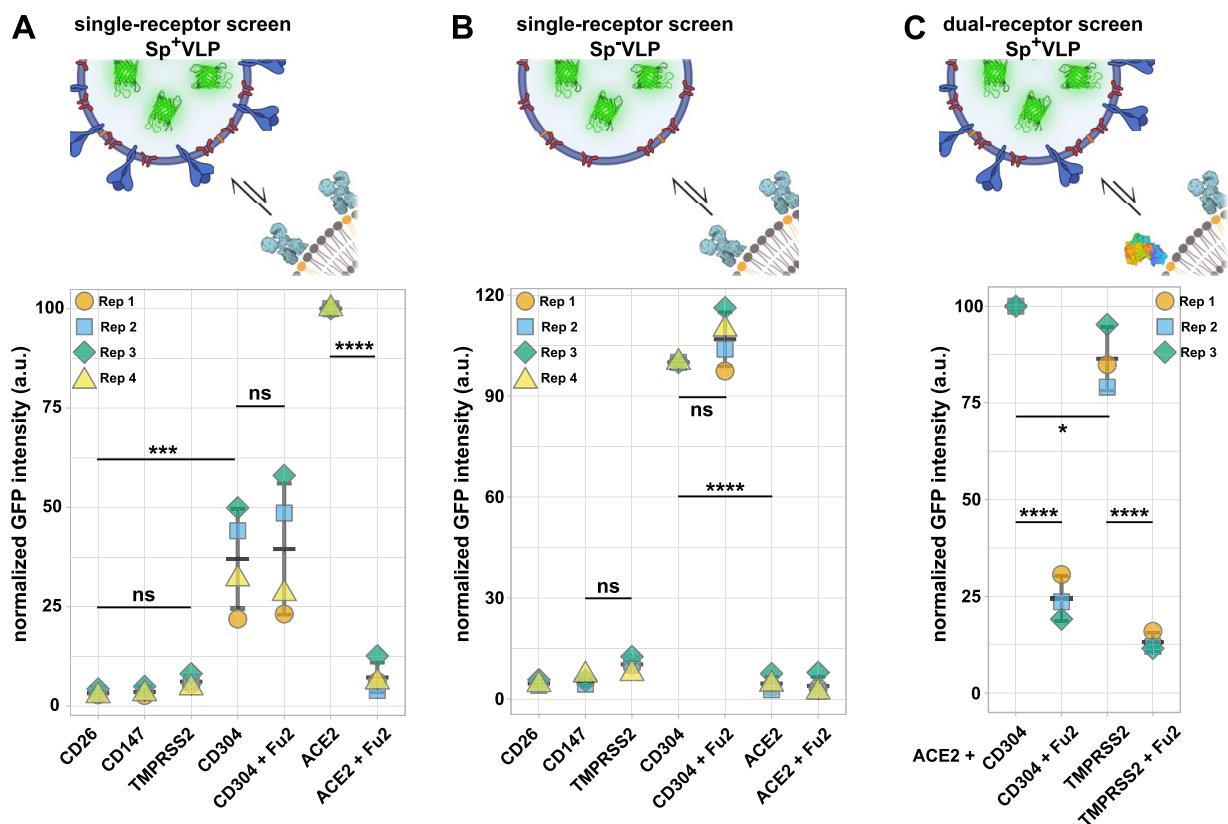 A
single-receptor screen
Sp⁺VLP
normalized GFP intensity (a.u.)
100
75
50
25
0
Rep 1
Rep 2
Rep 3
Rep 4
****
ns
***
ns
CD26
CD147
TMPRSS2
CD304
CD304 + Fu2
ACE2
ACE2 + Fu2
B
single-receptor screen
Sp⁻VLP
normalized GFP intensity (a.u.)
120
90
60
30
0
Rep 1
Rep 2
Rep 3
Rep 4
ns
****
ns
CD26
CD147
TMPRSS2
CD304
CD304 + Fu2
ACE2
ACE2 + Fu2
C
dual-receptor screen
Sp⁺VLP
normalized GFP intensity (a.u.)
100
75
50
25
0
Rep 1
Rep 2
Rep 3
*
****
****
ACE2 +
CD304
CD304 + Fu2
TMPRSS2
TMPRSS2 + Fu2